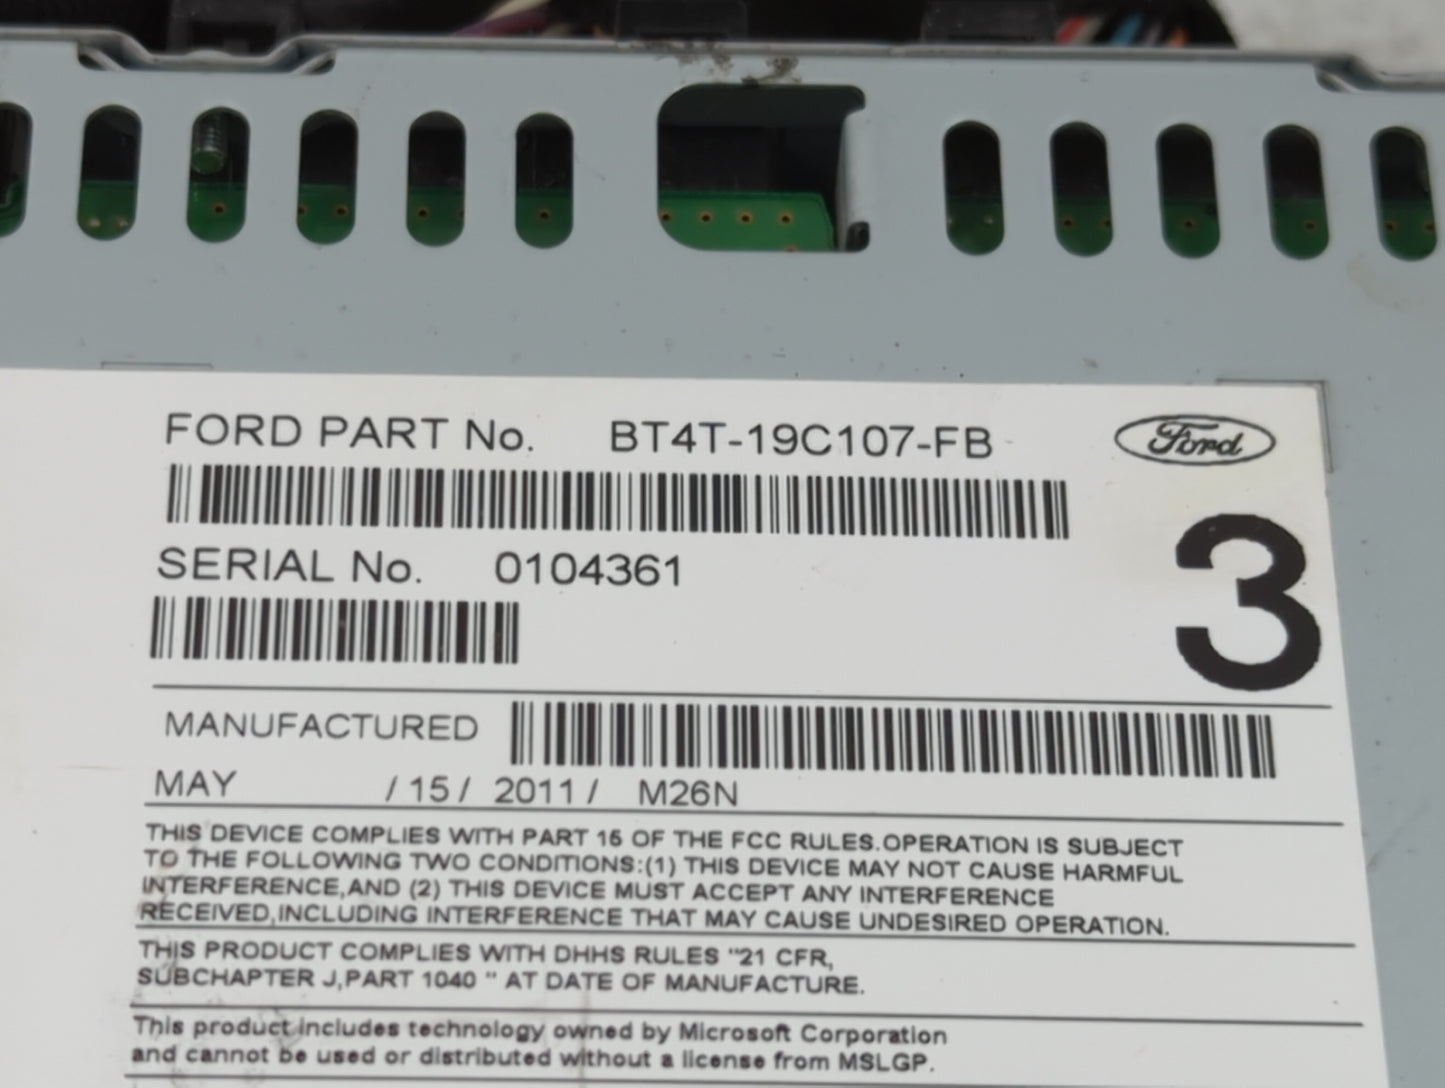 FORD PART No. BT4T-19C107-FB
Ford
SERIAL No. 0104361
3
MANUFACTURED
MAY /15/ 2011/ M26N
THIS DEVICE COMPLIES WITH PART 15 OF THE FCC RULES.OPERATION IS SUBJECT
TO THE FOLLOWING TWO CONDITIONS:(1) THIS DEVICE MAY NOT CAUSE HARMFUL
INTERFERENCE,AND (2) THIS DEVICE MUST ACCEPT ANY INTERFERENCE
RECEIVED,INCLUDING INTERFERENCE THAT MAY CAUSE UNDESIRED OPERATION.
THIS PRODUCT COMPLIES WITH DHHS RULES "21 CFR,
SUBCHAPTER J,PART 1040 " AT DATE OF MANUFACTURE.
This product includes technology owned by Microsoft Corporation
and cannot be used or distributed without a license from MSLGP.